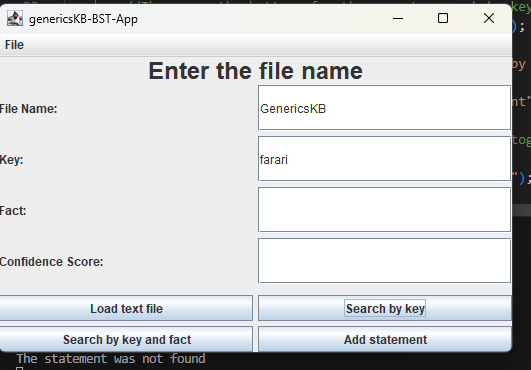 genericsKB-BST-App
File
Enter the file name
File Name: GenericsKB
Key: farari
Fact:
Confidence Score:
Load text file Search by key
Search by key and fact Add statement
The statement was not found